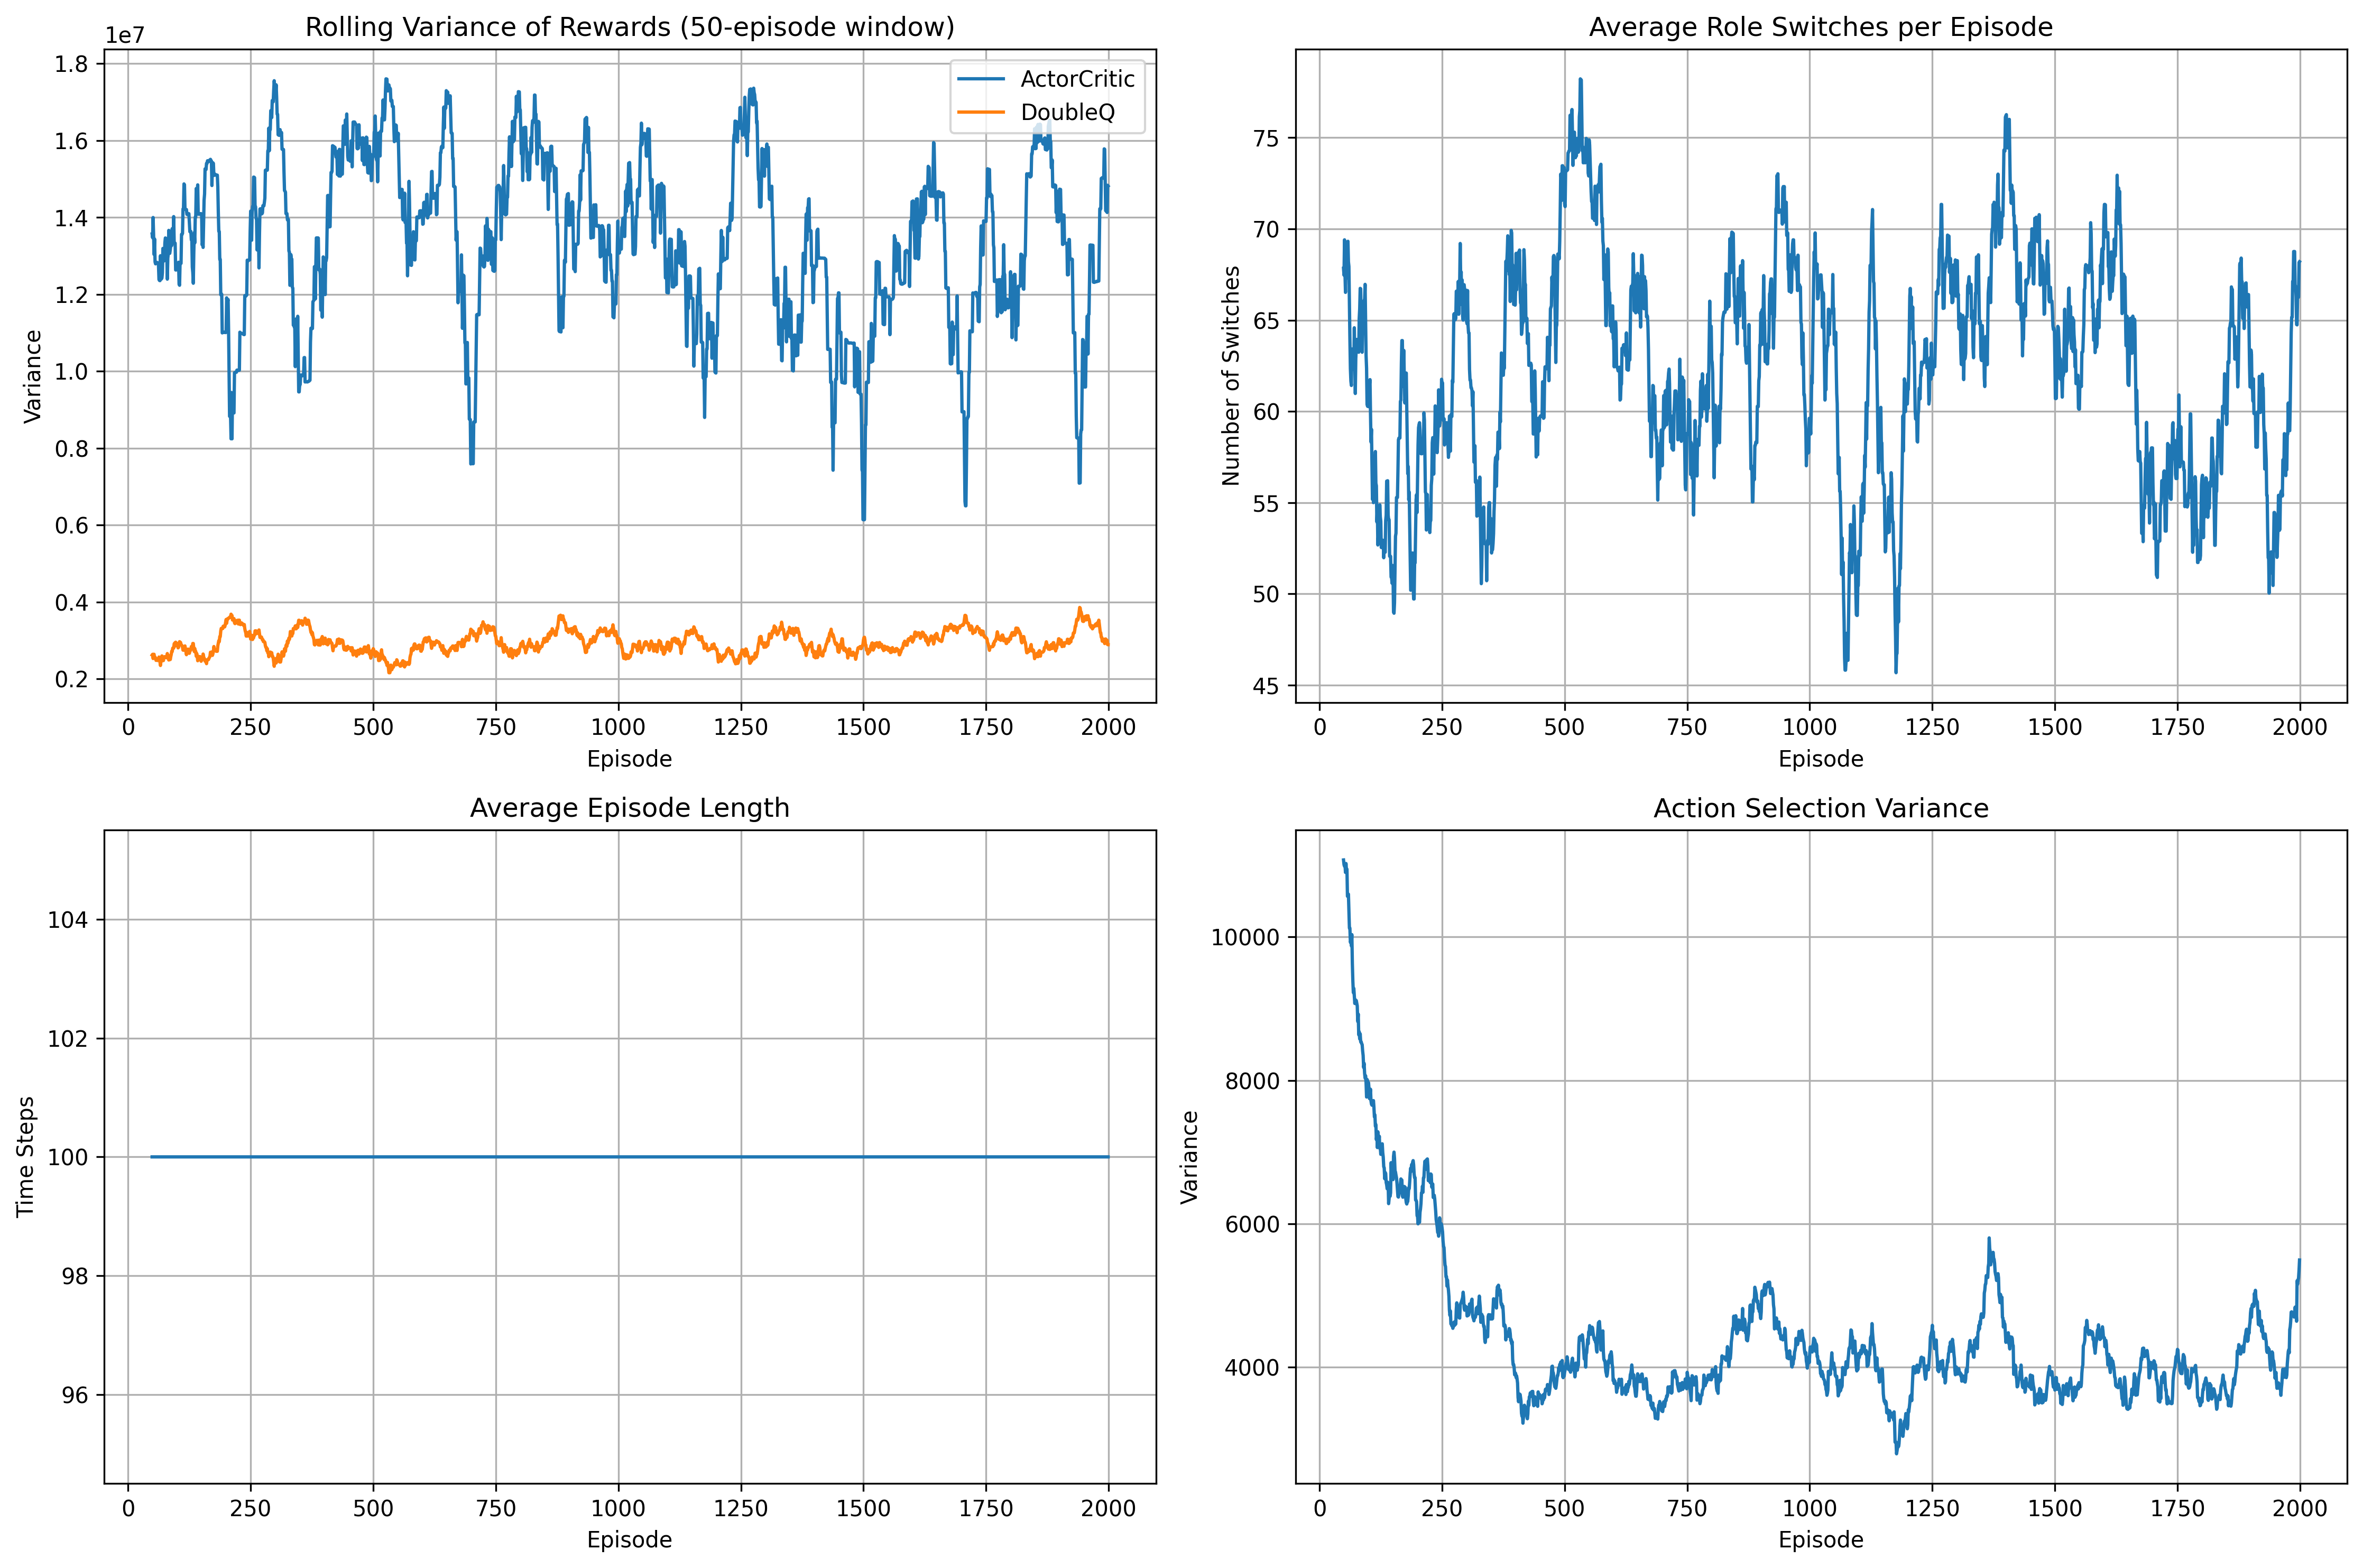 Rolling Variance of Rewards (50-episode window)
1e7
1.8
1.6
1.4
1.2
1.0
0.8
0.6
0.4
0.2
Variance
ActorCritic
DoubleQ
0 250 500 750 1000 1250 1500 1750 2000
Episode
Average Role Switches per Episode
75
70
65
60
55
50
45
Number of Switches
0 250 500 750 1000 1250 1500 1750 2000
Episode
Average Episode Length
104
102
100
98
96
Time Steps
0 250 500 750 1000 1250 1500 1750 2000
Episode
Action Selection Variance
10000
8000
6000
4000
Variance
0 250 500 750 1000 1250 1500 1750 2000
Episode